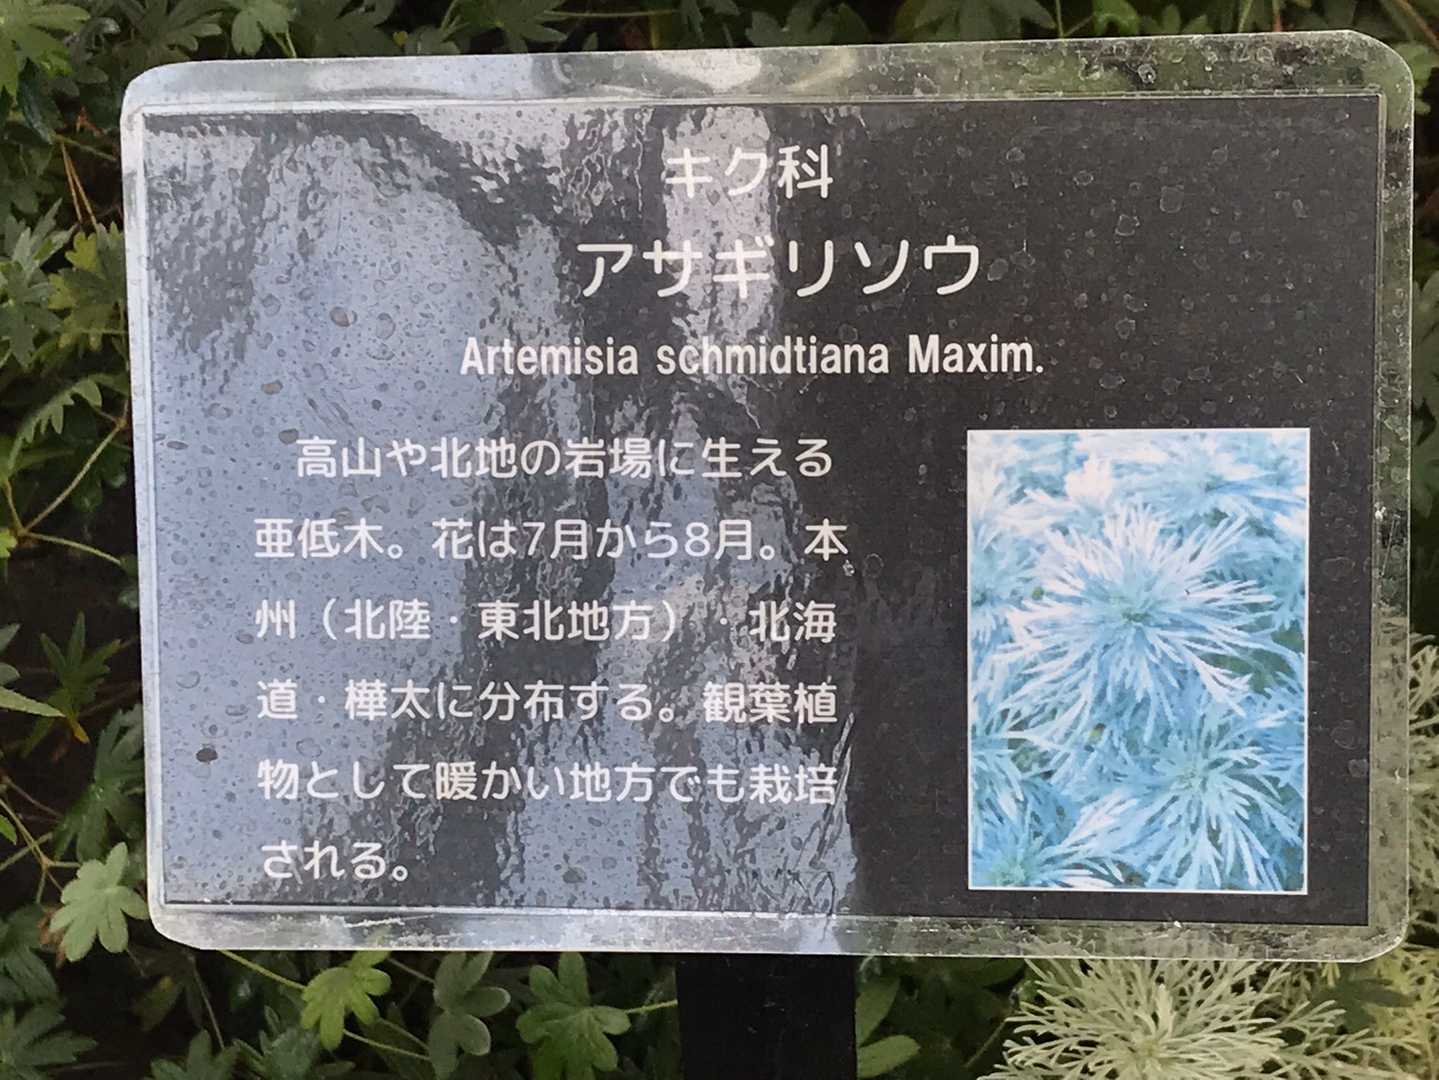 キク科
アサギリソウ
Artemisia schmidtiana Maxim.
高山や北地の岩場に生える
亜低木。花は7月から8月。本
州（北陸・東北地方）・北海
道・樺太に分布する。観葉植
物として暖かい地方でも栽培
される。